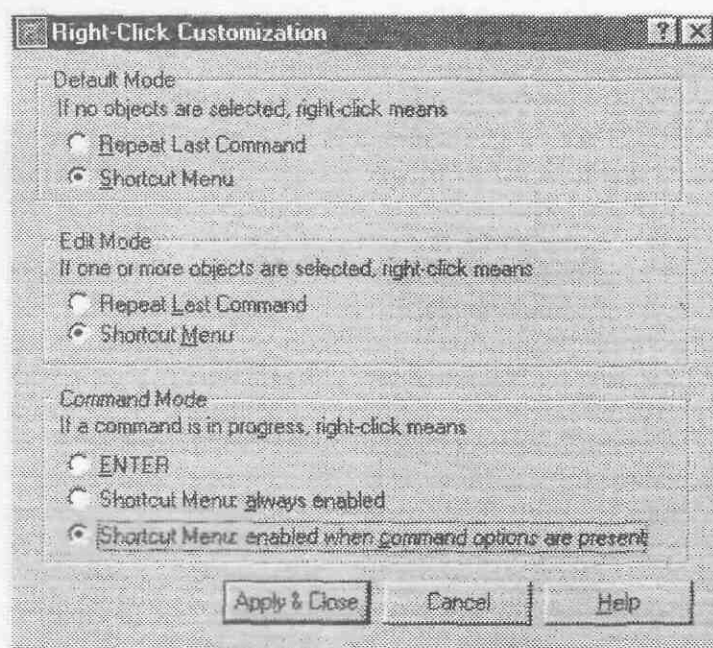 Right-Click Customization
Default Mode
If no objects are selected, right-click means
Repeat Last Command
Shortcut Menu
Edit Mode
If one or more objects are selected, right-click means
Repeat Last Command
Shortcut Menu
Command Mode
If a command is in progress, right-click means
ENTER
Shortcut Menu: always enabled
Shortcut Menu: enabled when command options are present
Apply & Close Cancel Help